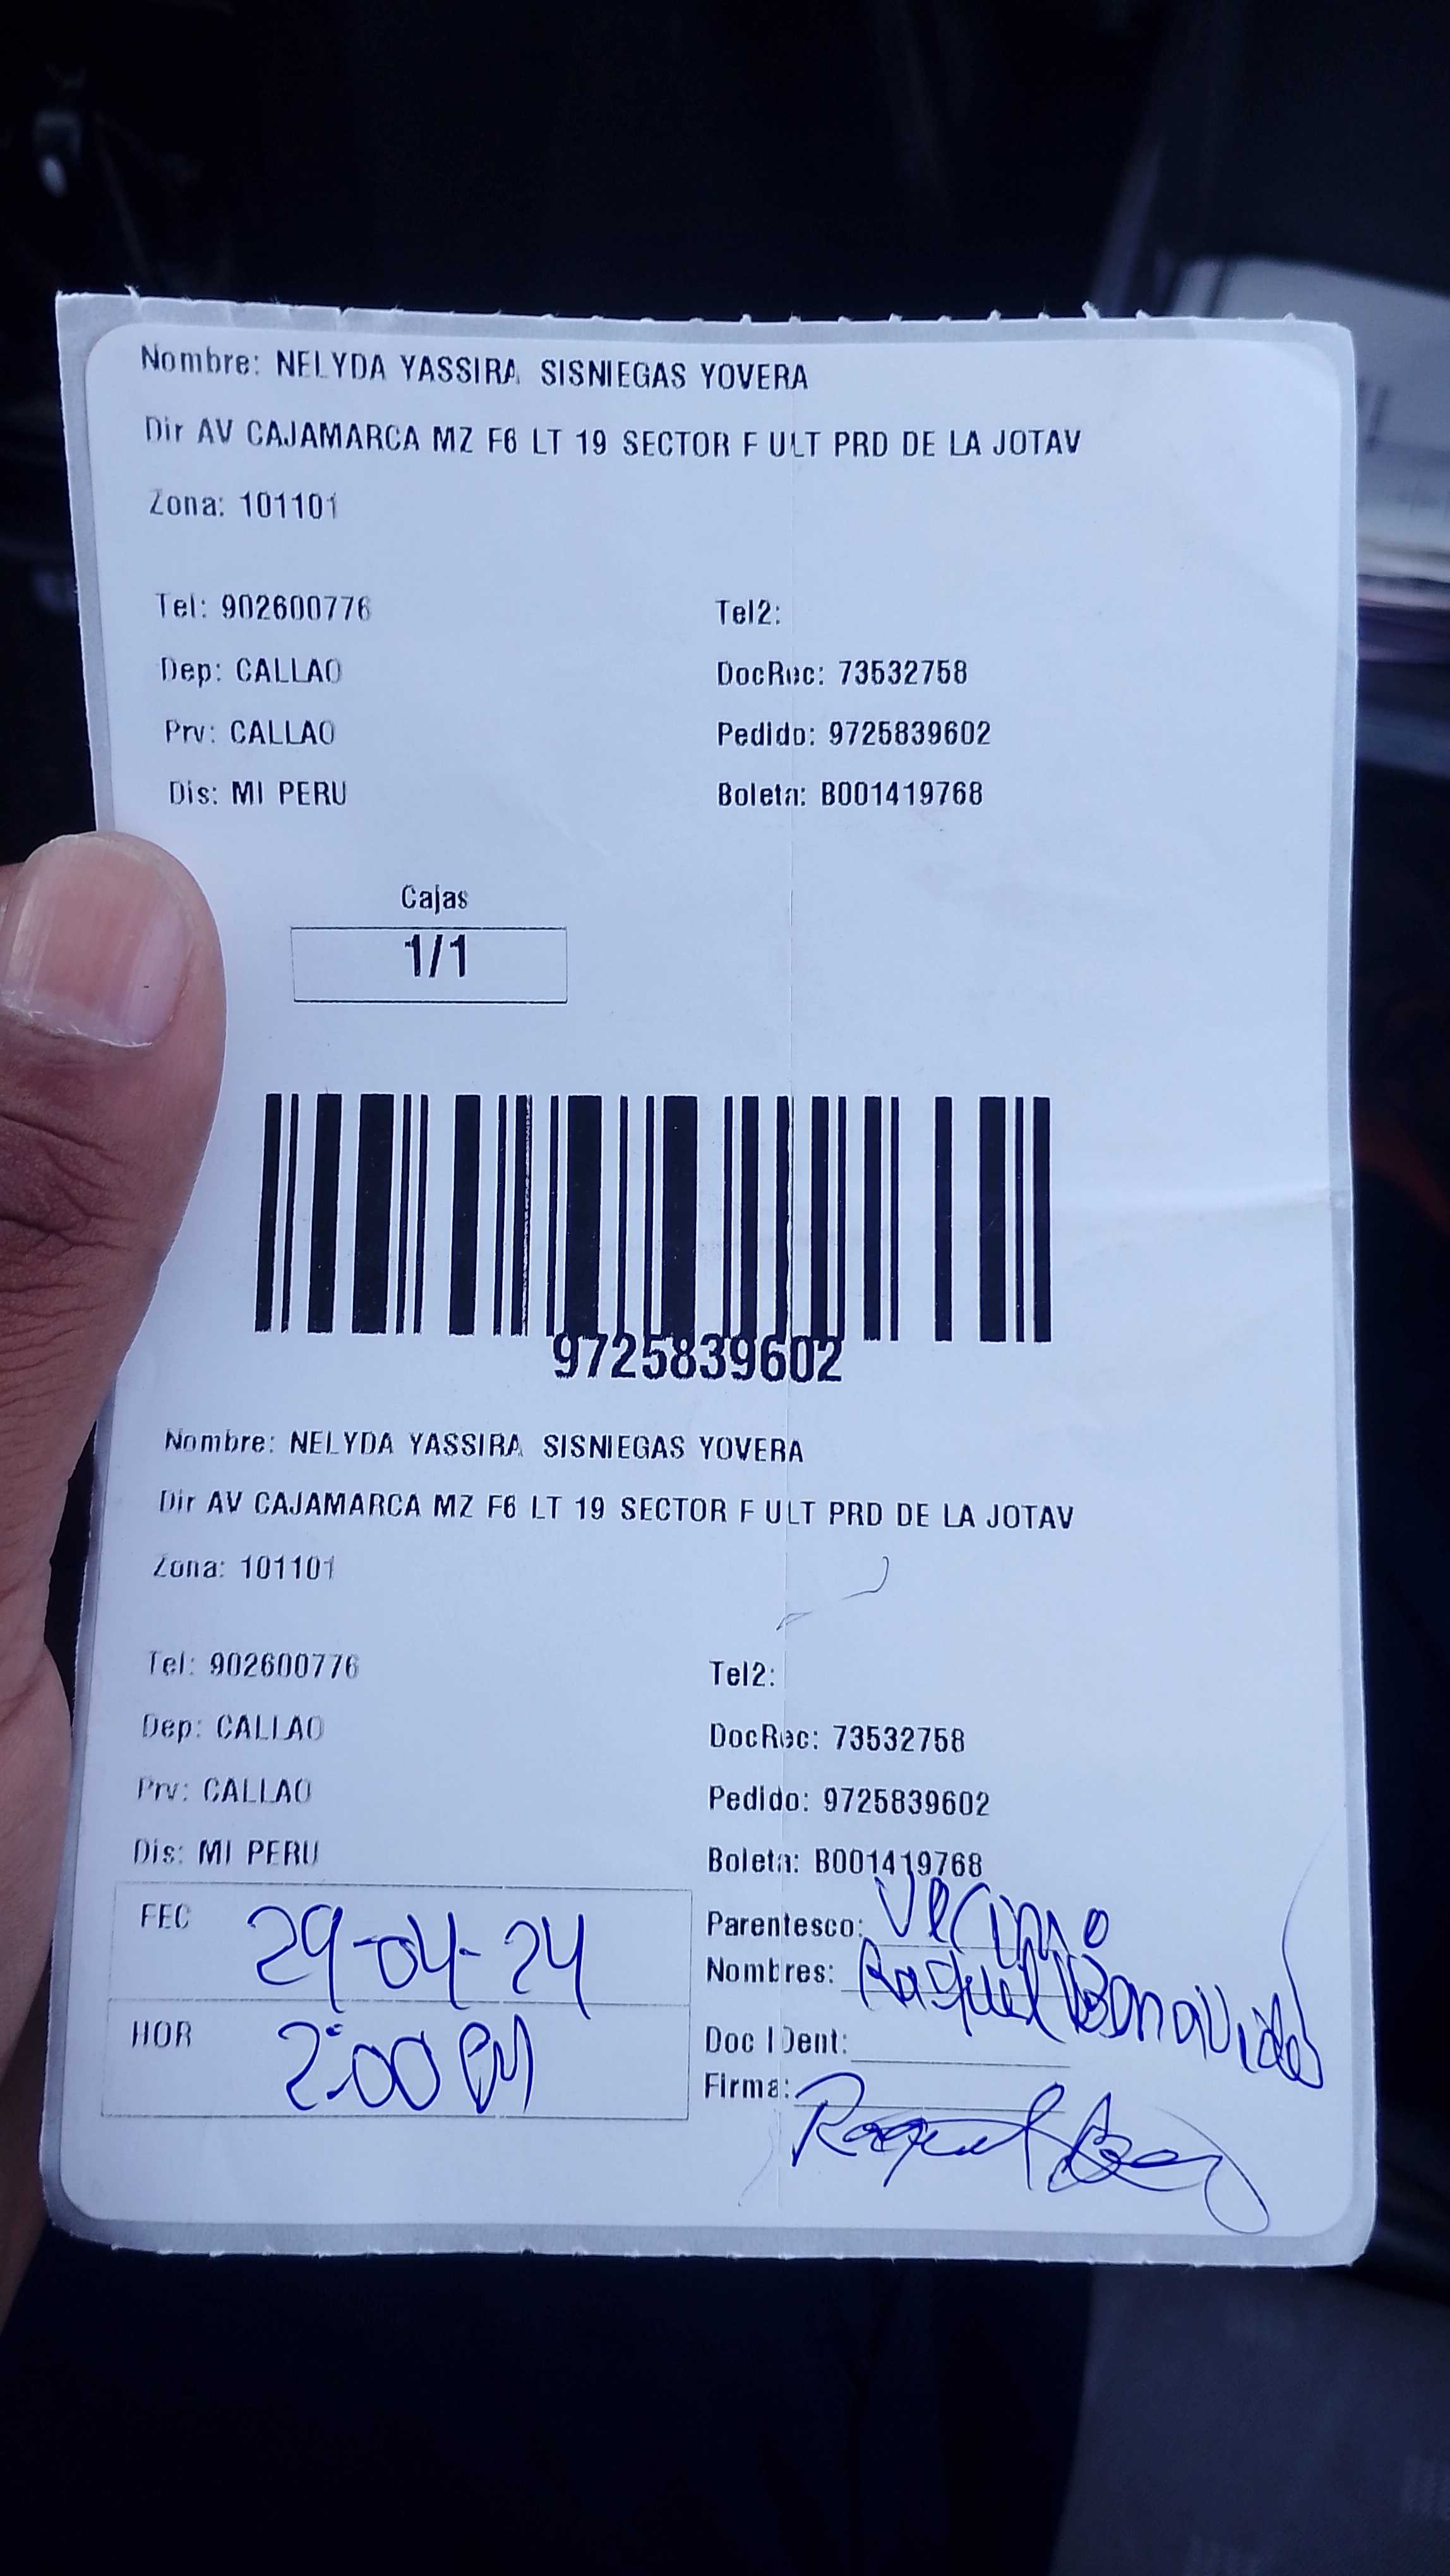 Nombre: NELYDA YASSIRA SISNIEGAS YOVERA
Dir AV CAJAMARCA MZ F6 LT 19 SECTOR F ULT PRD DE LA JOTAV
Zona: 101101
Tel: 902600776 Tel2:
Dep: CALLAO DocRec: 73532758
Prv: CALLAO Pedido: 9725839602
Dis: MI PERU Boleta: B001419768
Cajas
1/1
9725839602
Nombre: NELYDA YASSIRA SISNIEGAS YOVERA
Dir AV CAJAMARCA MZ F6 LT 19 SECTOR F ULT PRD DE LA JOTAV
Zona: 101101
Tel: 902600776 Tel2:
Dep: CALLAO DocRec: 73532758
Prv: CALLAO Pedido: 9725839602
Dis: MI PERU Boleta: B001419768
FEC 29-04-24 Parentesco: Vecino
Nombres: Raquel Bonavides
HOR 2:00 PM Doc IDent:
Firma: Raquel